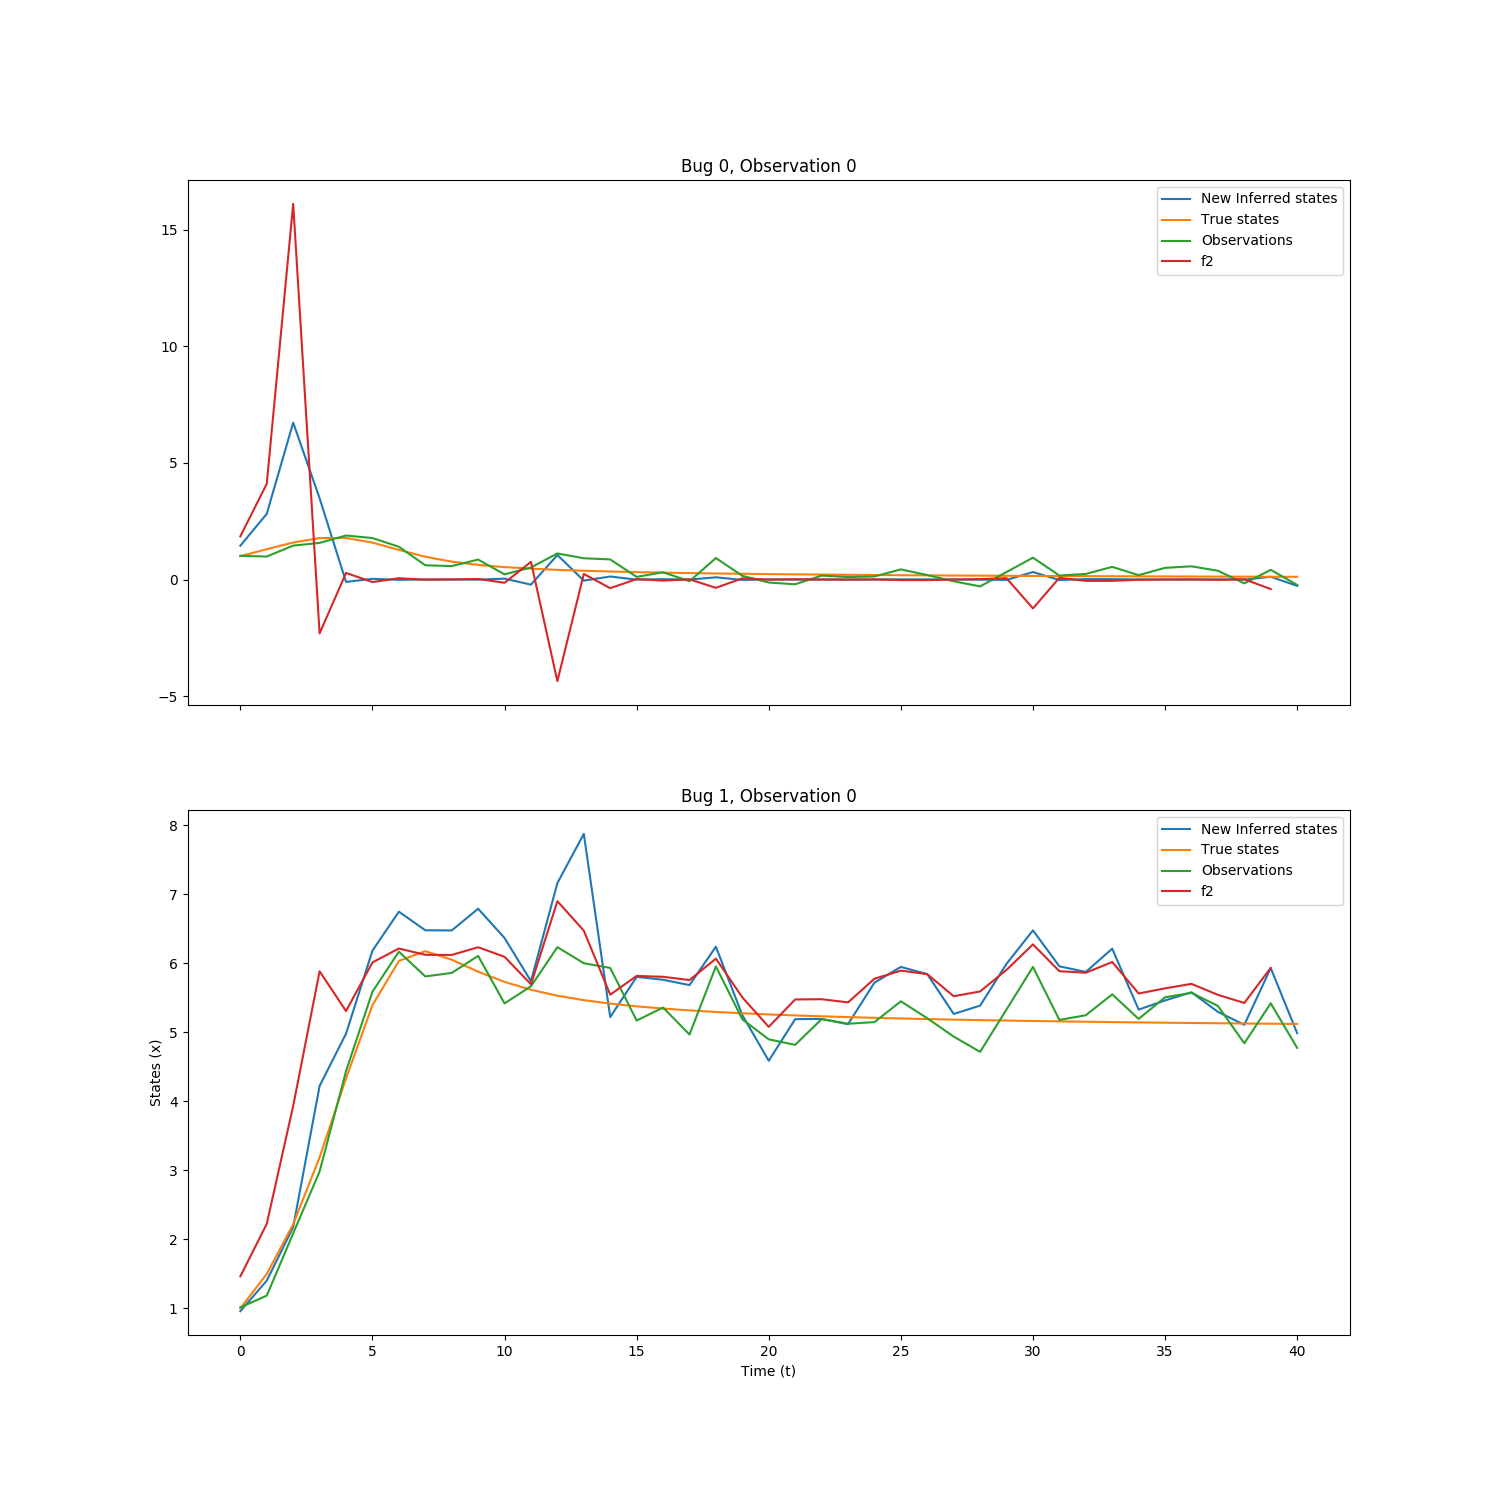 Bug 0, Observation 0
New Inferred states
True states
Observations
f2
15
10
5
0
−5
Bug 1, Observation 0
New Inferred states
True states
Observations
f2
8
7
6
5
4
3
2
1
States (x)
0 5 10 15 20 25 30 35 40
Time (t)